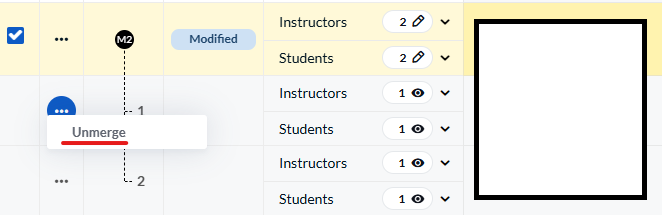 Instructors 2
M2 Modified
Students 2
Instructors 1
1
Unmerge Students 1
Instructors 1
2
Students 1